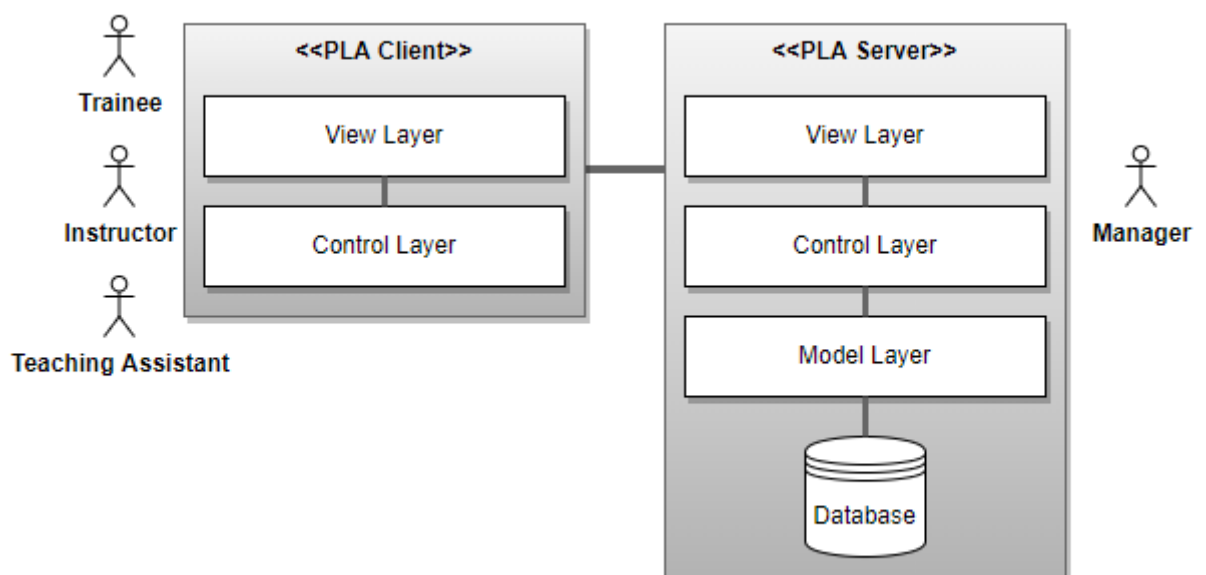 Trainee
Instructor
Teaching Assistant
<<PLA Client>>
View Layer
Control Layer
<<PLA Server>>
View Layer
Control Layer
Model Layer
Database
Manager